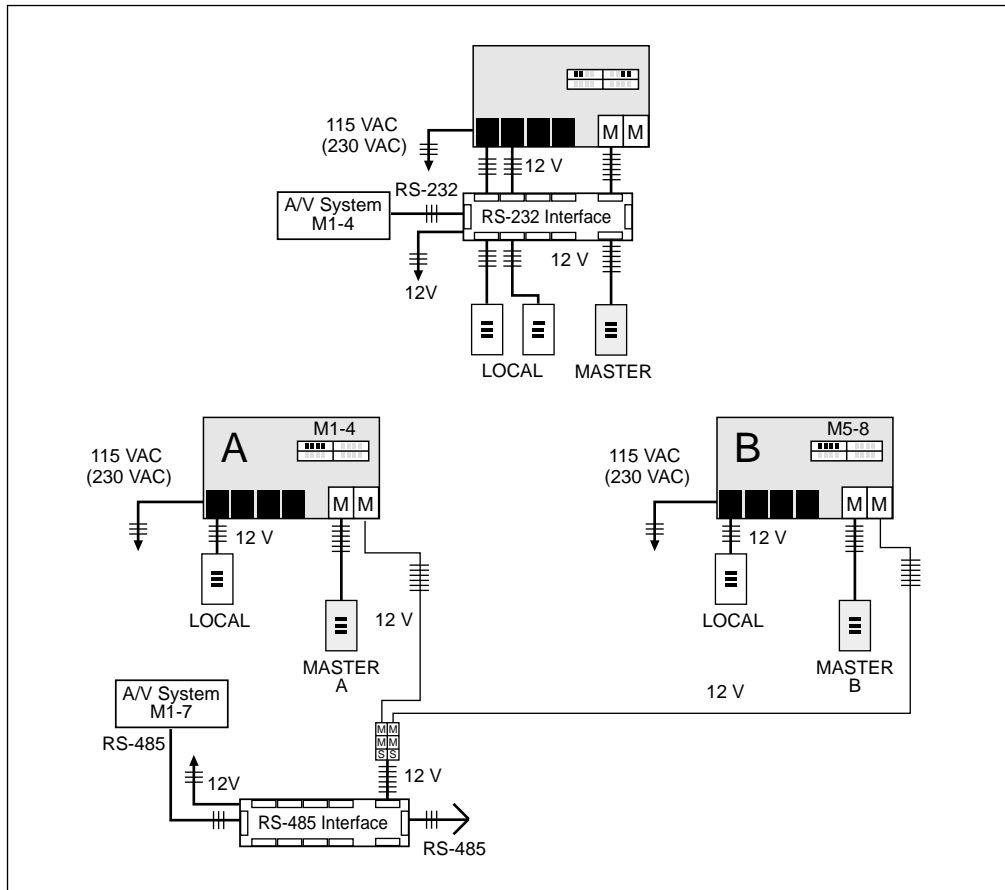 115 VAC
(230 VAC)
M M
12 V
RS-232
A/V System
M1-4
RS-232 Interface
12 V
12V
LOCAL
MASTER
A
M1-4
115 VAC
(230 VAC)
M M
12 V
LOCAL
12 V
MASTER
A
B
M5-8
115 VAC
(230 VAC)
M M
12 V
LOCAL
MASTER
B
12 V
A/V System
M1-7
RS-485
M M
M M
S S
12V
12 V
RS-485 Interface
RS-485